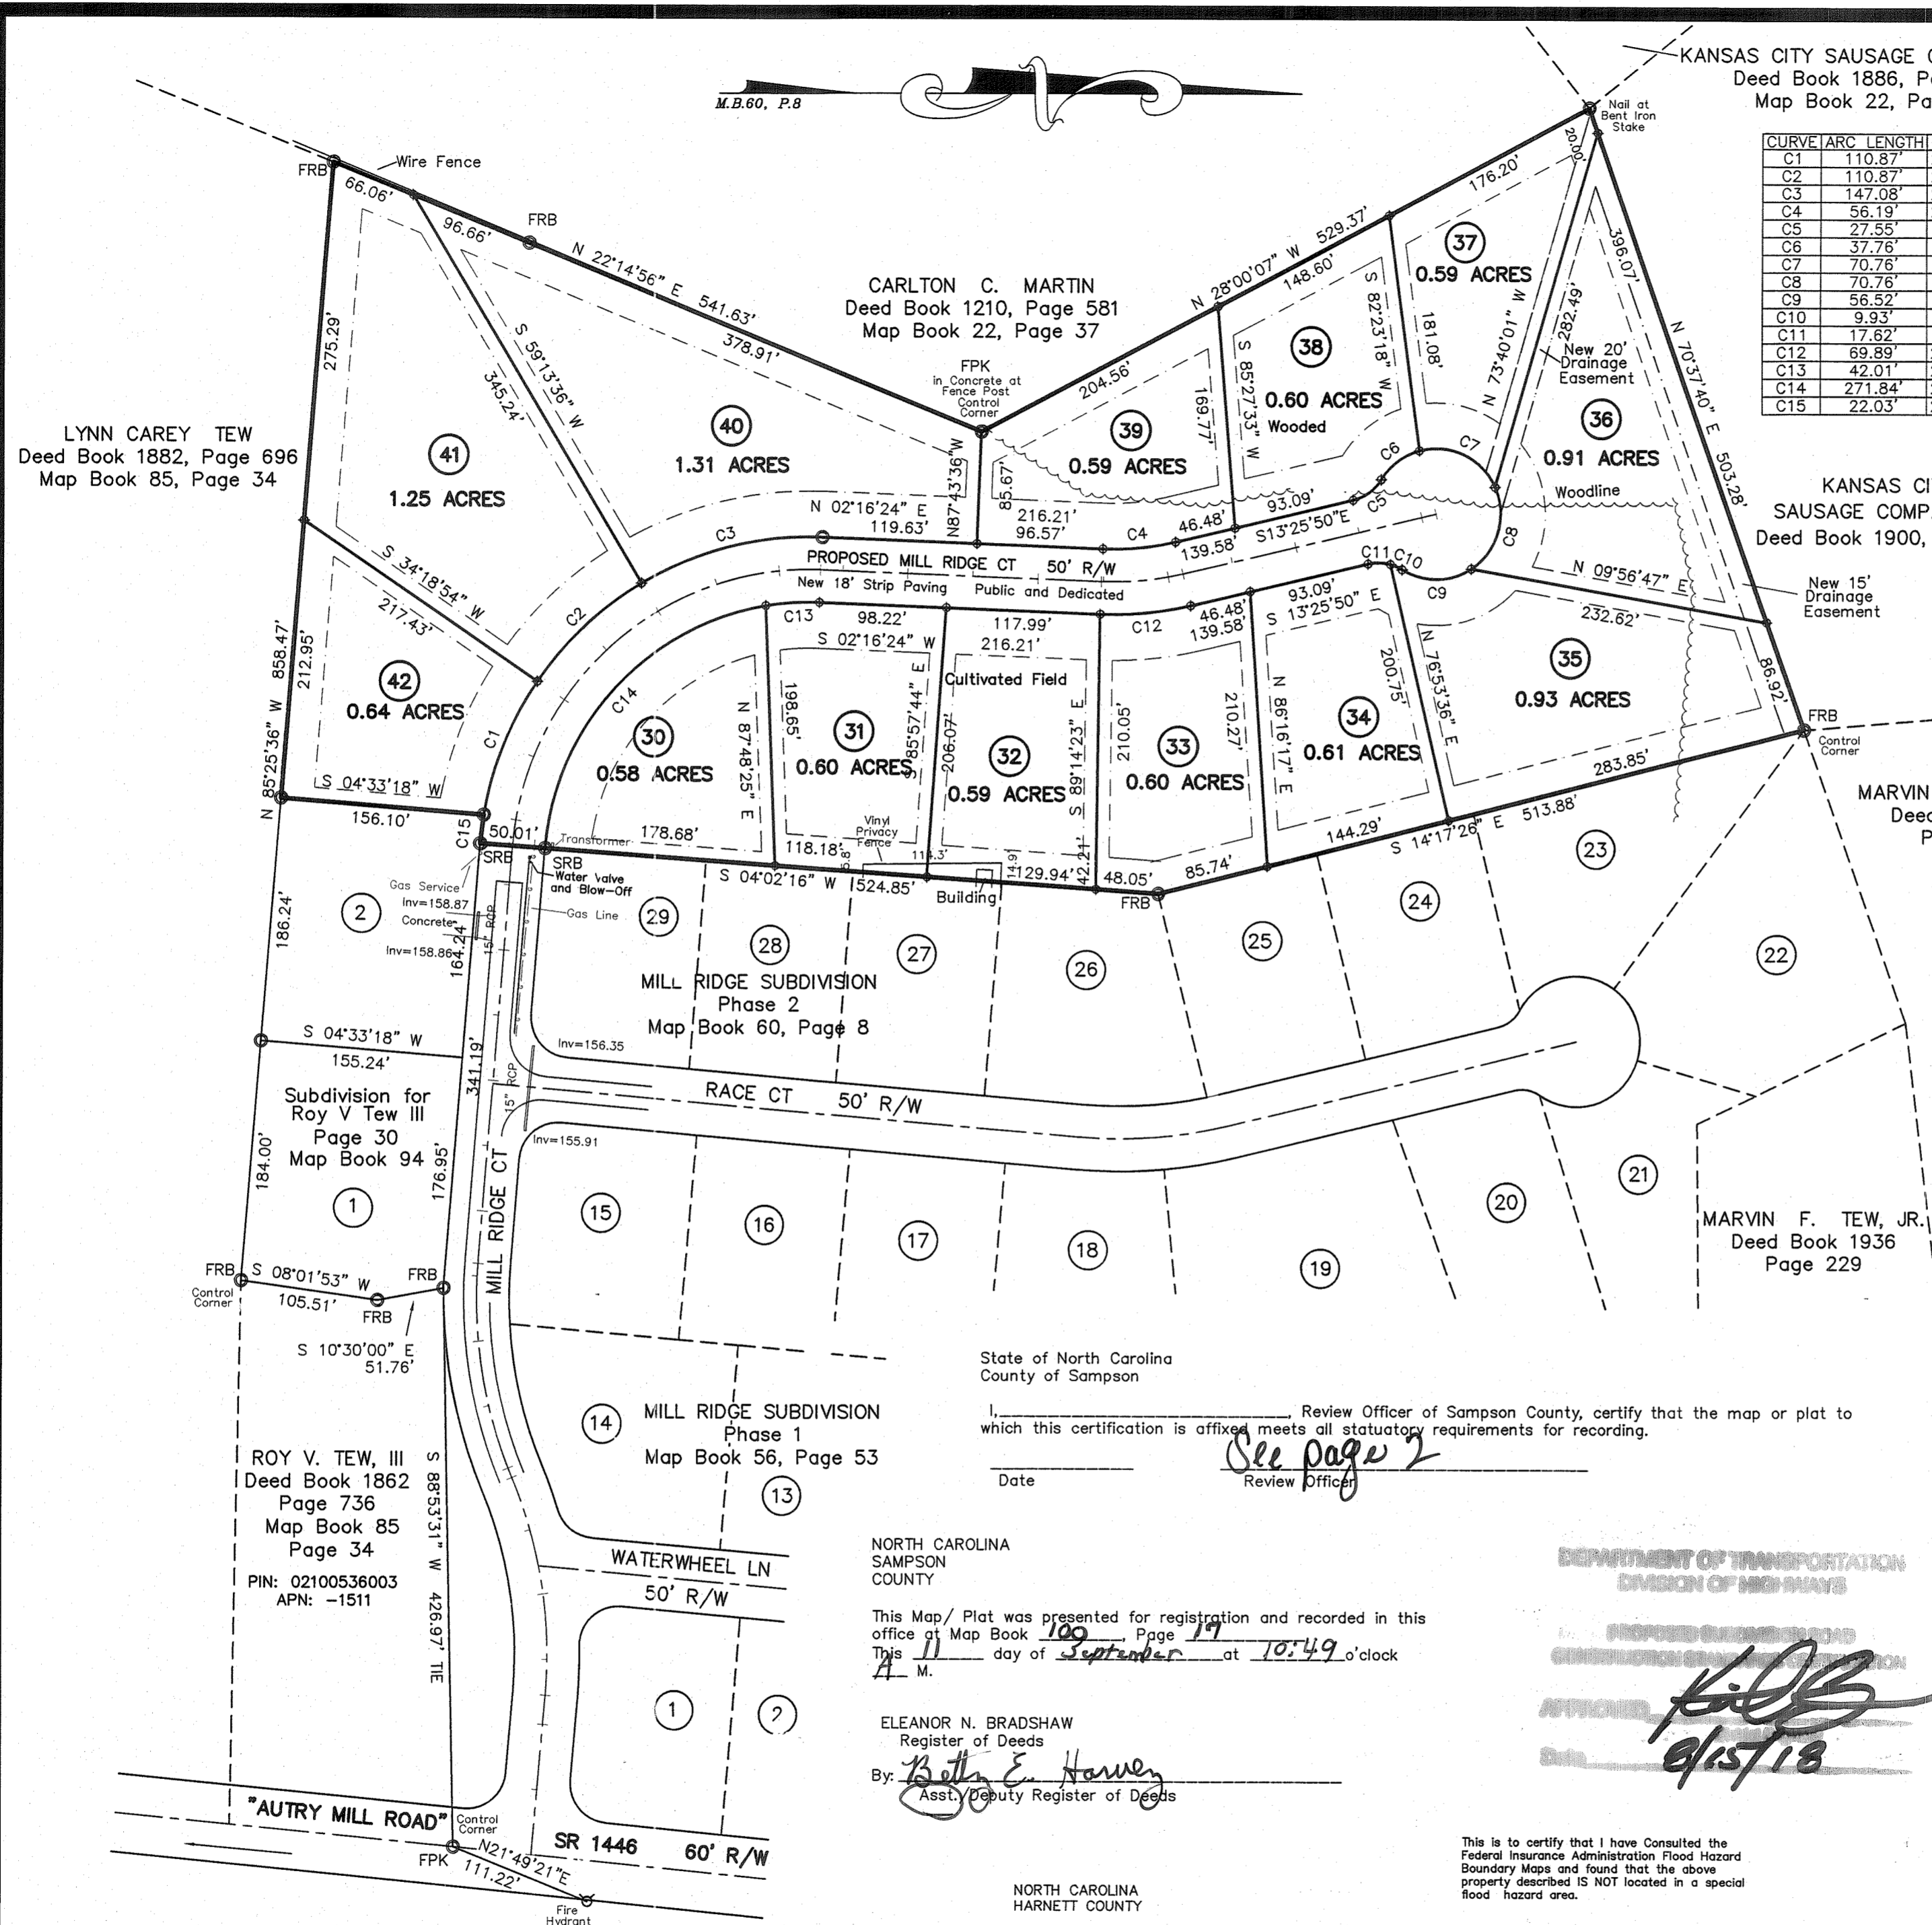 M.B.60, P.8
KANSAS CITY SAUSAGE
Deed Book 1886,
Map Book 22,
Nail at
Bent Iron
Stake
CURVE ARC LENGTH
C1 110.87'
C2 110.87'
C3 147.08'
C4 56.19'
C5 27.55'
C6 37.76'
C7 70.76'
C8 70.76'
C9 56.52'
C10 9.93'
C11 17.62'
C12 69.89'
C13 42.01'
C14 271.84'
C15 22.03'
FRB
Wire Fence
66.06'
96.66'
FRB
N 22°14'56" E 541.63'
378.91'
CARLTON C. MARTIN
Deed Book 1210, Page 581
Map Book 22, Page 37
N 28°00'07" W 529.37'
148.60'
176.20'
20.00'
204.56'
FPK
in Concrete at
Fence Post
Control
Corner
275.29'
S 59°13'36" W
345.24'
LYNN CAREY TEW
Deed Book 1882, Page 696
Map Book 85, Page 34
41
1.25 ACRES
40
1.31 ACRES
39
0.59 ACRES
38
0.60 ACRES
Wooded
37
0.59 ACRES
36
0.91 ACRES
Woodline
169.77'
S 85°27'33" W
S 82°23'18" W
181.08'
N 73°40'01" W
282.49'
New 20'
Drainage
Easement
396.07'
N 70°37'40" E 503.28'
KANSAS
SAUSAGE
Deed Book 1900,
New 15'
Drainage
Easement
N87°43'36"W
85.67'
N 02°16'24" E
119.63'
216.21'
96.57'
C4
46.48'
139.58'
93.09'
S13°25'50"E
C5
C6
C7
C8
C9
C10
C11
C3
C2
C1
PROPOSED MILL RIDGE CT 50' R/W
New 18' Strip Paving Public and Dedicated
S 34°18'54" W
217.43'
N 85°25'36" W 858.47'
212.95'
42
0.64 ACRES
S 04°33'18" W
156.10'
C15
50.01'
SRB
SRB
C14
C13
98.22'
S 02°16'24" W
117.99'
216.21'
C12
46.48'
139.58'
93.09'
S 13°25'50" E
N 09°56'47" E
232.62'
86.92'
30
0.58 ACRES
N 87°48'25" E
198.65'
31
0.60 ACRES
S 85°57'44" E
206.07'
Cultivated Field
32
0.59 ACRES
S 89°14'23" E
210.05'
33
0.60 ACRES
210.27'
N 86°16'17" E
34
0.61 ACRES
200.75'
N 76°53'36" E
35
0.93 ACRES
FRB
Control
Corner
283.85'
S 14°17'26" E 513.88'
144.29'
85.74'
FRB
48.05'
42.21'
129.94'
14.9'
114.3'
5.8'
118.18'
178.68'
S 04°02'16" W 524.85'
Vinyl
Privacy
Fence
Building
Transformer
Water Valve
and Blow-Off
Gas Service
Inv=158.87
Concrete
Inv=158.86
15" RCP
Gas Line
MARVIN
2
29
28
27
26
25
24
23
22
186.24'
164.24'
MILL RIDGE SUBDIVISION
Phase 2
Map Book 60, Page 8
S 04°33'18" W
155.24'
341.19'
Inv=156.35
15" RCP
Inv=155.91
RACE CT 50' R/W
Subdivision for
Roy V Tew III
Page 30
Map Book 94
1
184.00'
176.95'
MILL RIDGE CT
15
16
17
18
19
20
21
FRB
Control
Corner
S 08°01'53" W
105.51'
FRB
FRB
S 10°30'00" E
51.76'
MARVIN F. TEW, JR.
Deed Book 1936
Page 229
14
MILL RIDGE SUBDIVISION
Phase 1
Map Book 56, Page 53
13
ROY V. TEW, III
Deed Book 1862
Page 736
Map Book 85
Page 34
PIN: 02100536003
APN: -1511
S 88°53'31" W 426.97' TIE
WATERWHEEL LN
50' R/W
1
2
"AUTRY MILL ROAD"
Control
Corner
FPK
N21°49'21"E
111.22'
SR 1446 60' R/W
Fire
Hydrant
State of North Carolina
County of Sampson
I,____, Review Officer of Sampson County, certify that the map or plat to
which this certification is affixed meets all statuatory requirements for recording.
See page 2
Date Review Officer
NORTH CAROLINA
SAMPSON
COUNTY
This Map/ Plat was presented for registration and recorded in this
office at Map Book 100, Page 17
This 11 day of September at 10:49 o'clock
A M.
ELEANOR N. BRADSHAW
Register of Deeds
By: Betty E. Harvey
Asst./Deputy Register of Deeds
NORTH CAROLINA
HARNETT COUNTY
DEPARTMENT OF TRANSPORTATION
DIVISION OF HIGHWAYS
PROPOSED SUBDIVISION ROAD
CONSTRUCTION STANDARDS CERTIFICATION
APPROVED
Date 8/15/18
This is to certify that I have Consulted the
Federal Insurance Administration Flood Hazard
Boundary Maps and found that the above
property described IS NOT located in a special
flood hazard area.